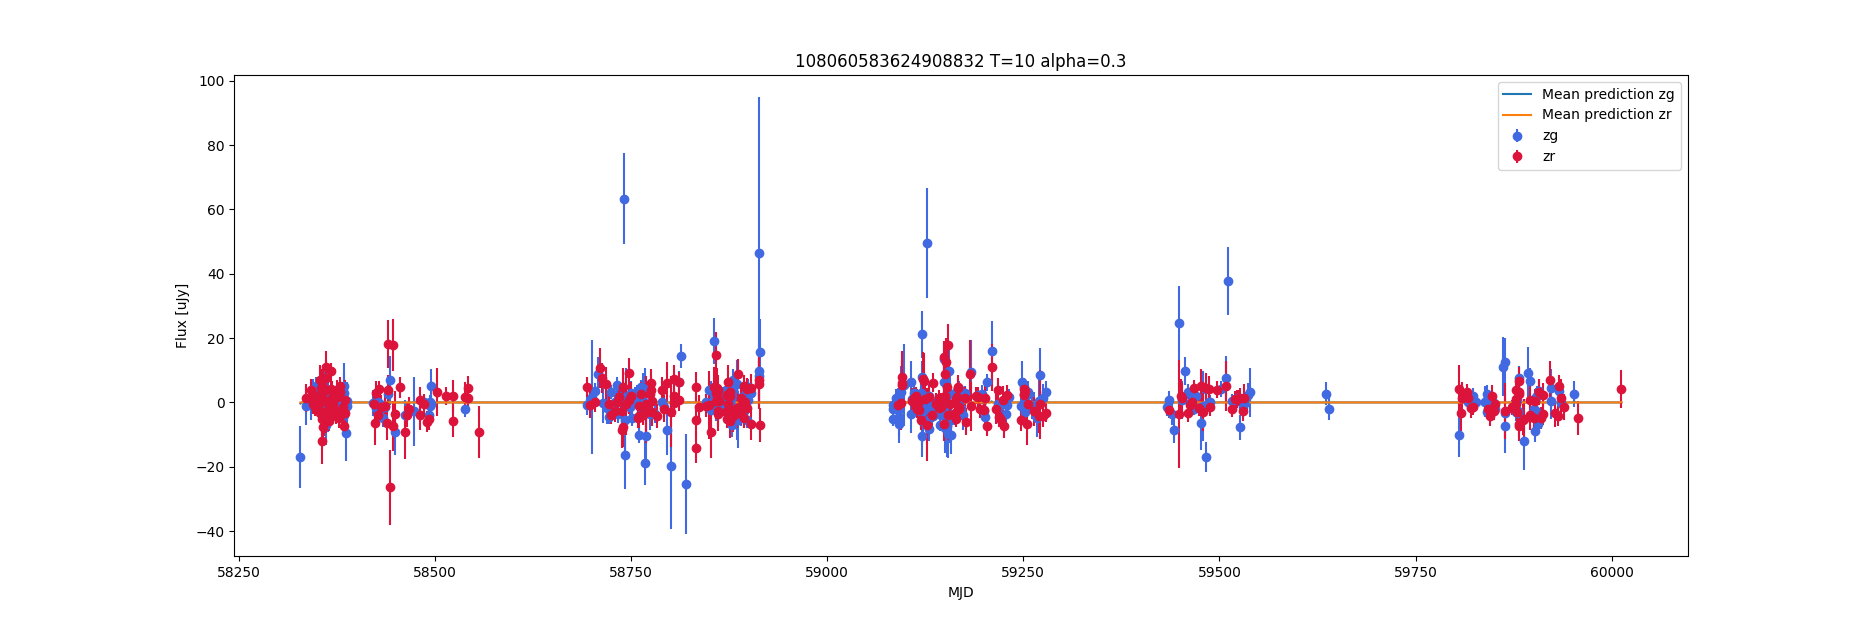 108060583624908832 T=10 alpha=0.3
100
80
60
40
20
0
−20
−40
Flux [uJy]
58250 58500 58750 59000 59250 59500 59750 60000
MJD
Mean prediction zg
Mean prediction zr
zg
zr